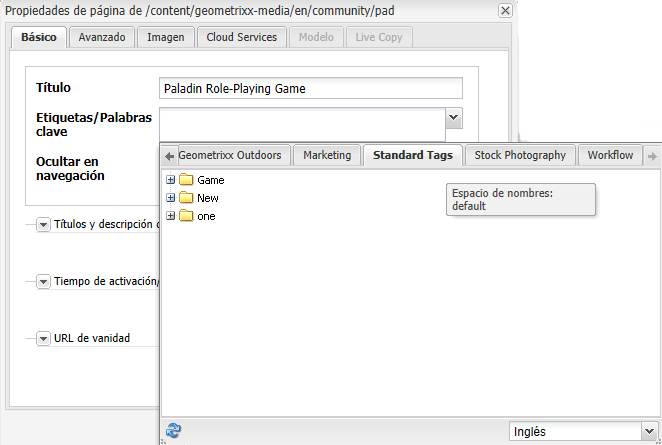 Propiedades de página de /content/geometrixx-media/en/community/pad
Básico Avanzado Imagen Cloud Services Modelo Live Copy
Título Paladin Role-Playing Game
Etiquetas/Palabras
clave
Geometrixx Outdoors Marketing Standard Tags Stock Photography Workflow
Ocultar en
navegación
Game
New
one
Espacio de nombres:
default
Títulos y descripción
Tiempo de activación/
URL de vanidad
Inglés